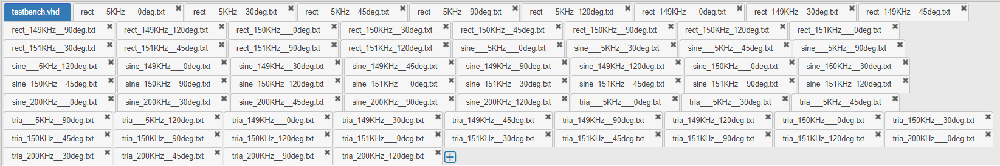 testbench.vhd rect___5KHz___0deg.txt rect___5KHz__30deg.txt rect___5KHz__45deg.txt rect___5KHz__90deg.txt rect___5KHz_120deg.txt rect_149KHz___0deg.txt rect_149KHz__30deg.txt rect_149KHz__45deg.txt
rect_149KHz__90deg.txt rect_149KHz_120deg.txt rect_150KHz___0deg.txt rect_150KHz__30deg.txt rect_150KHz__45deg.txt rect_150KHz__90deg.txt rect_150KHz_120deg.txt rect_151KHz___0deg.txt
rect_151KHz__30deg.txt rect_151KHz__45deg.txt rect_151KHz__90deg.txt rect_151KHz_120deg.txt sine___5KHz___0deg.txt sine___5KHz__30deg.txt sine___5KHz__45deg.txt sine___5KHz__90deg.txt
sine___5KHz_120deg.txt sine_149KHz___0deg.txt sine_149KHz__30deg.txt sine_149KHz__45deg.txt sine_149KHz__90deg.txt sine_149KHz_120deg.txt sine_150KHz___0deg.txt sine_150KHz__30deg.txt
sine_150KHz__45deg.txt sine_150KHz__90deg.txt sine_150KHz_120deg.txt sine_151KHz___0deg.txt sine_151KHz__30deg.txt sine_151KHz__45deg.txt sine_151KHz__90deg.txt sine_151KHz_120deg.txt
sine_200KHz___0deg.txt sine_200KHz__30deg.txt sine_200KHz__45deg.txt sine_200KHz__90deg.txt sine_200KHz_120deg.txt tria___5KHz___0deg.txt tria___5KHz__30deg.txt tria___5KHz__45deg.txt
tria___5KHz__90deg.txt tria___5KHz_120deg.txt tria_149KHz___0deg.txt tria_149KHz__30deg.txt tria_149KHz__45deg.txt tria_149KHz__90deg.txt tria_149KHz_120deg.txt tria_150KHz___0deg.txt tria_150KHz__30deg.txt
tria_150KHz__45deg.txt tria_150KHz__90deg.txt tria_150KHz_120deg.txt tria_151KHz___0deg.txt tria_151KHz__30deg.txt tria_151KHz__45deg.txt tria_151KHz__90deg.txt tria_151KHz_120deg.txt tria_200KHz___0deg.txt
tria_200KHz__30deg.txt tria_200KHz__45deg.txt tria_200KHz__90deg.txt tria_200KHz_120deg.txt